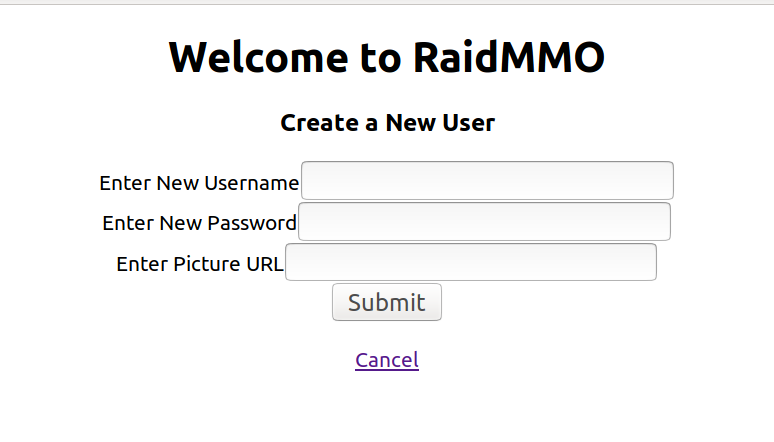 Welcome to RaidMMO
Create a New User
Enter New Username
Enter New Password
Enter Picture URL
Submit
Cancel